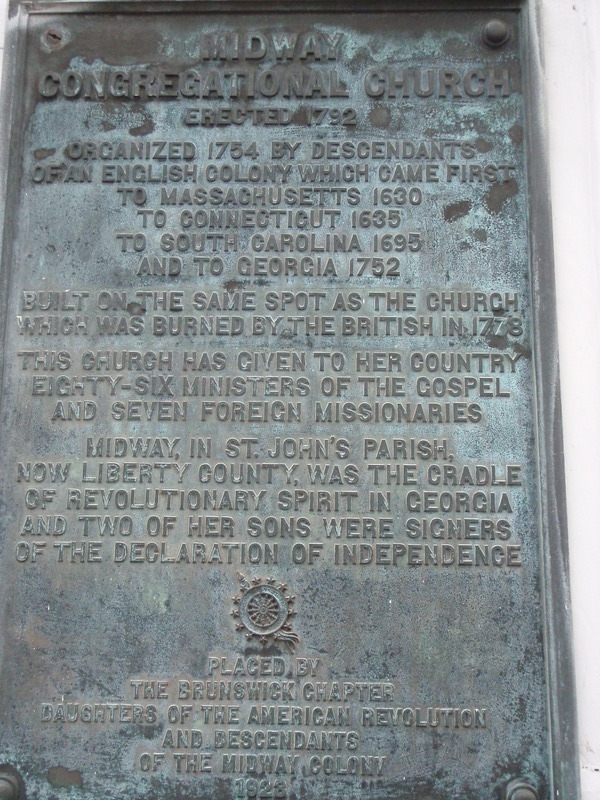 MIDWAY
CONGREGATIONAL CHURCH
ERECTED 1792
ORGANIZED 1754 BY DESCENDANTS
OF AN ENGLISH COLONY WHICH CAME FIRST
TO MASSACHUSETTS 1630
TO CONNECTICUT 1635
TO SOUTH CAROLINA 1695
AND TO GEORGIA 1752
BUILT ON THE SAME SPOT AS THE CHURCH
WHICH WAS BURNED BY THE BRITISH IN 1778
THIS CHURCH HAS GIVEN TO HER COUNTRY
EIGHTY-SIX MINISTERS OF THE GOSPEL
AND SEVEN FOREIGN MISSIONARIES
MIDWAY, IN ST. JOHN'S PARISH,
NOW LIBERTY COUNTY, WAS THE CRADLE
OF REVOLUTIONARY SPIRIT IN GEORGIA
AND TWO OF HER SONS WERE SIGNERS
OF THE DECLARATION OF INDEPENDENCE
PLACED BY
THE BRUNSWICK CHAPTER
DAUGHTERS OF THE AMERICAN REVOLUTION
AND DESCENDANTS
OF THE MIDWAY COLONY